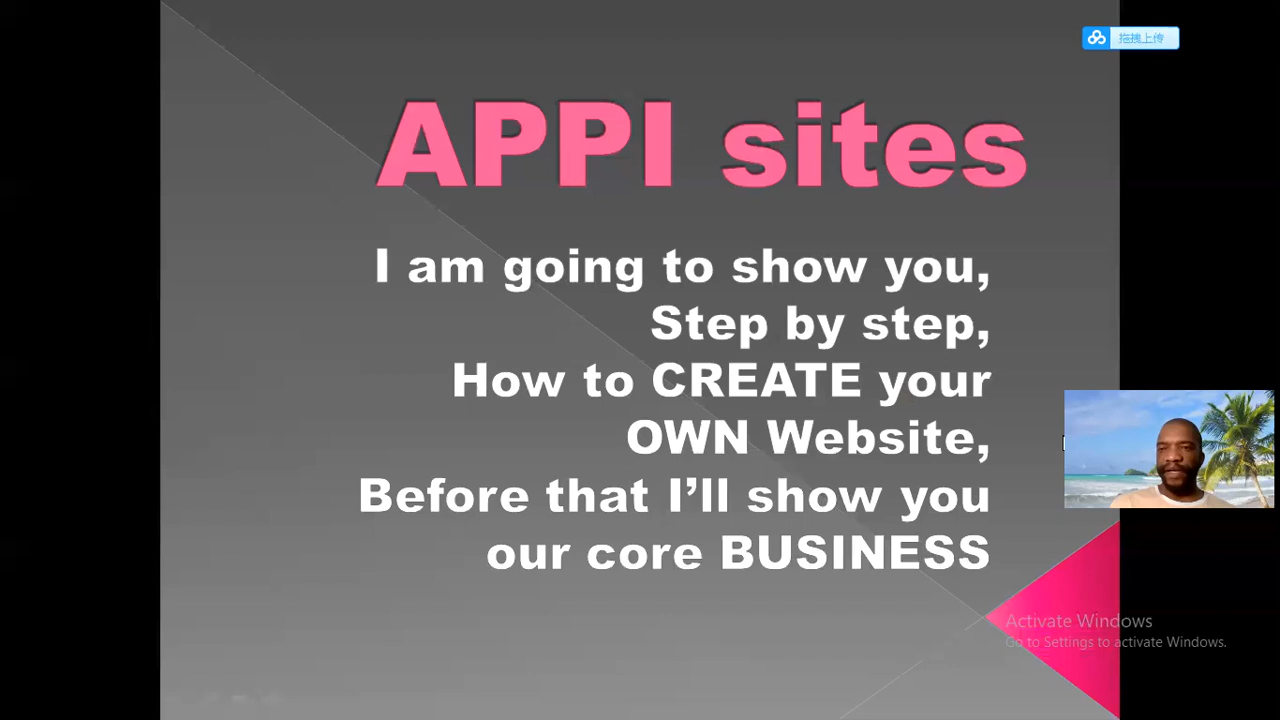 拖拽上传
APPI sites
I am going to show you,
Step by step,
How to CREATE your
OWN Website,
Before that I’ll show you
our core BUSINESS
Activate Windows
Go to Settings to activate Windows.